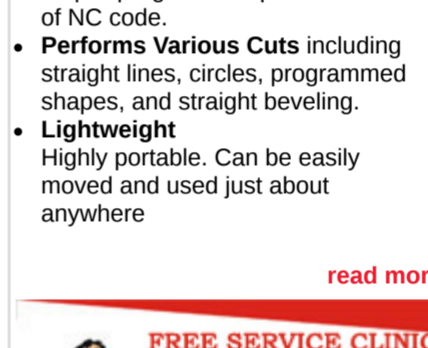 of NC code.
• Performs Various Cuts including
straight lines, circles, programmed
shapes, and straight beveling.
• Lightweight
Highly portable. Can be easily
moved and used just about
anywhere
read mor
FREE SERVICE CLINIC